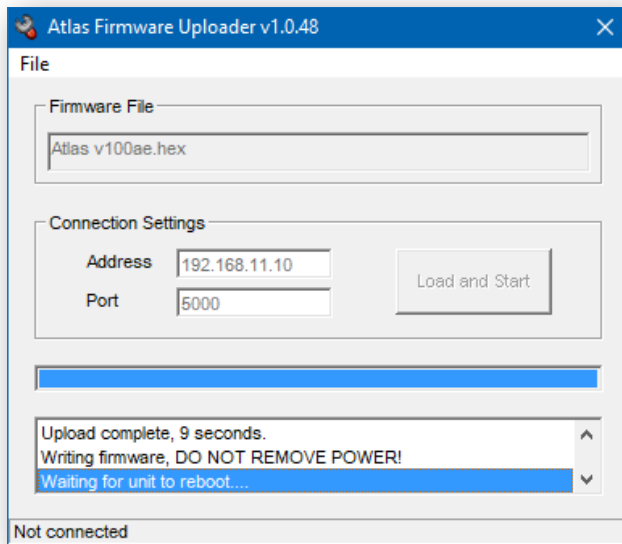 Atlas Firmware Uploader v1.0.48
File
Firmware File
Atlas v100ae.hex
Connection Settings
Address 192.168.11.10
Port 5000
Load and Start
Upload complete, 9 seconds.
Writing firmware, DO NOT REMOVE POWER!
Waiting for unit to reboot....
Not connected